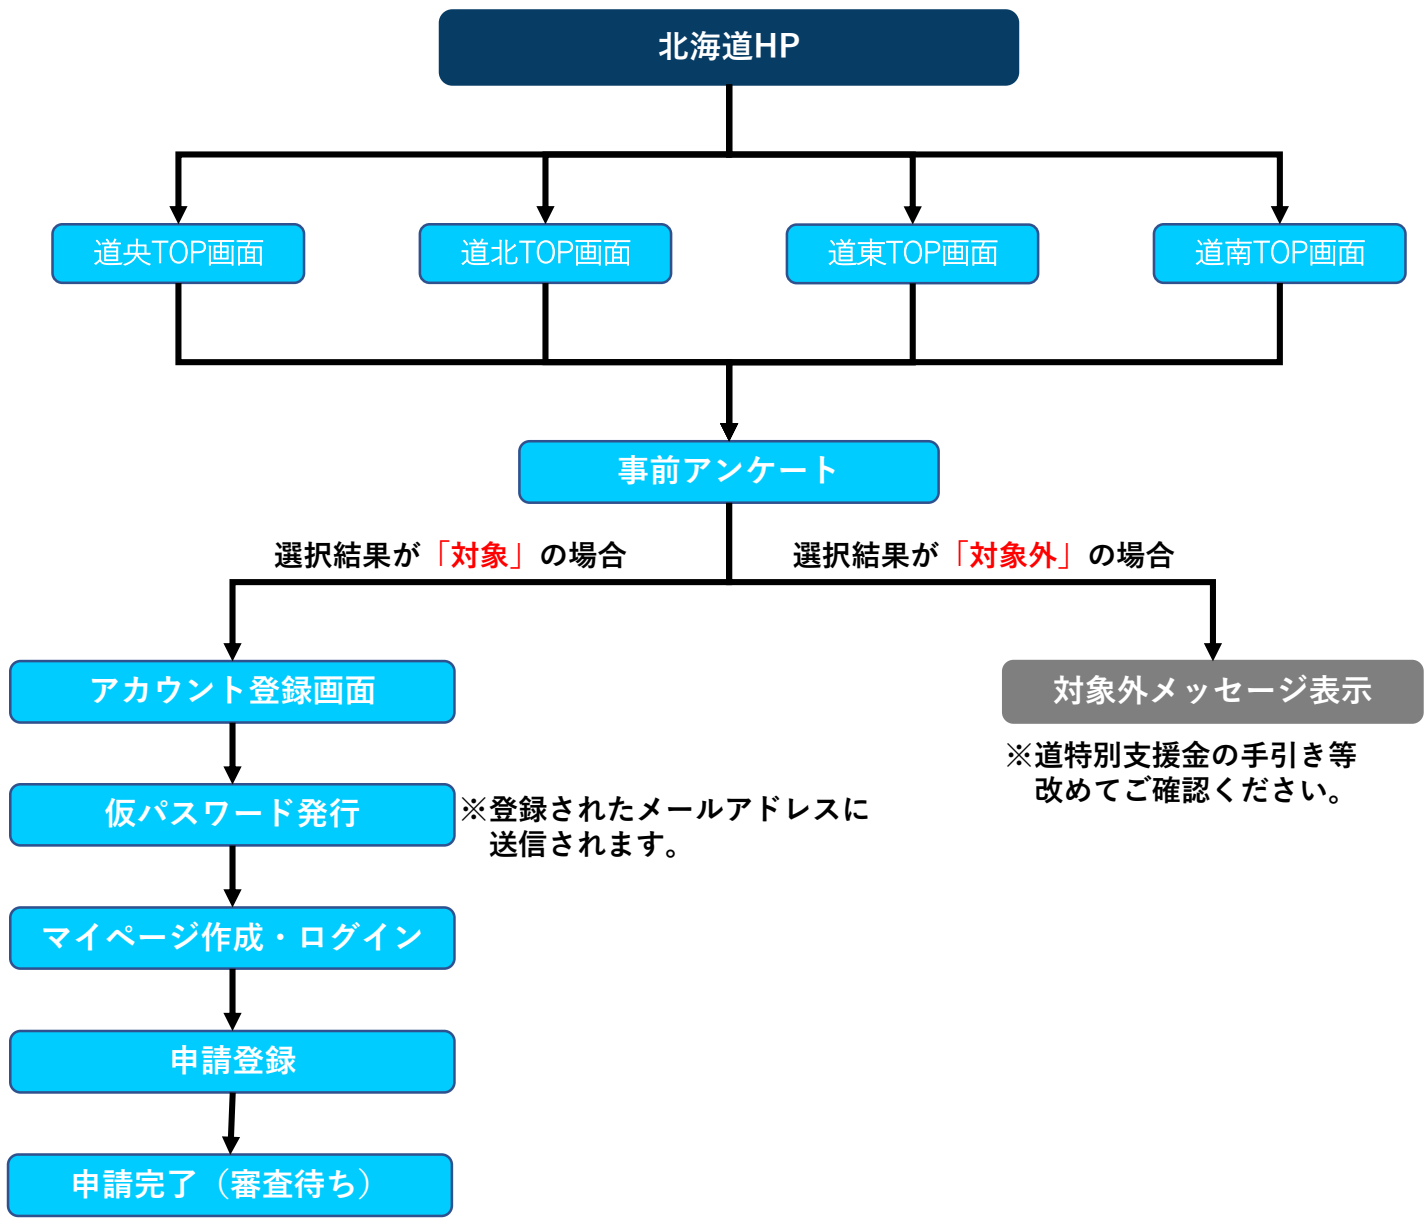 北海道HP
道央TOP画面
道北TOP画面
道東TOP画面
道南TOP画面
事前アンケート
選択結果が「対象」の場合
選択結果が「対象外」の場合
アカウント登録画面
対象外メッセージ表示
※道特別支援金の手引き等
改めてご確認ください。
仮パスワード発行
※登録されたメールアドレスに
送信されます。
マイページ作成・ログイン
申請登録
申請完了（審査待ち）